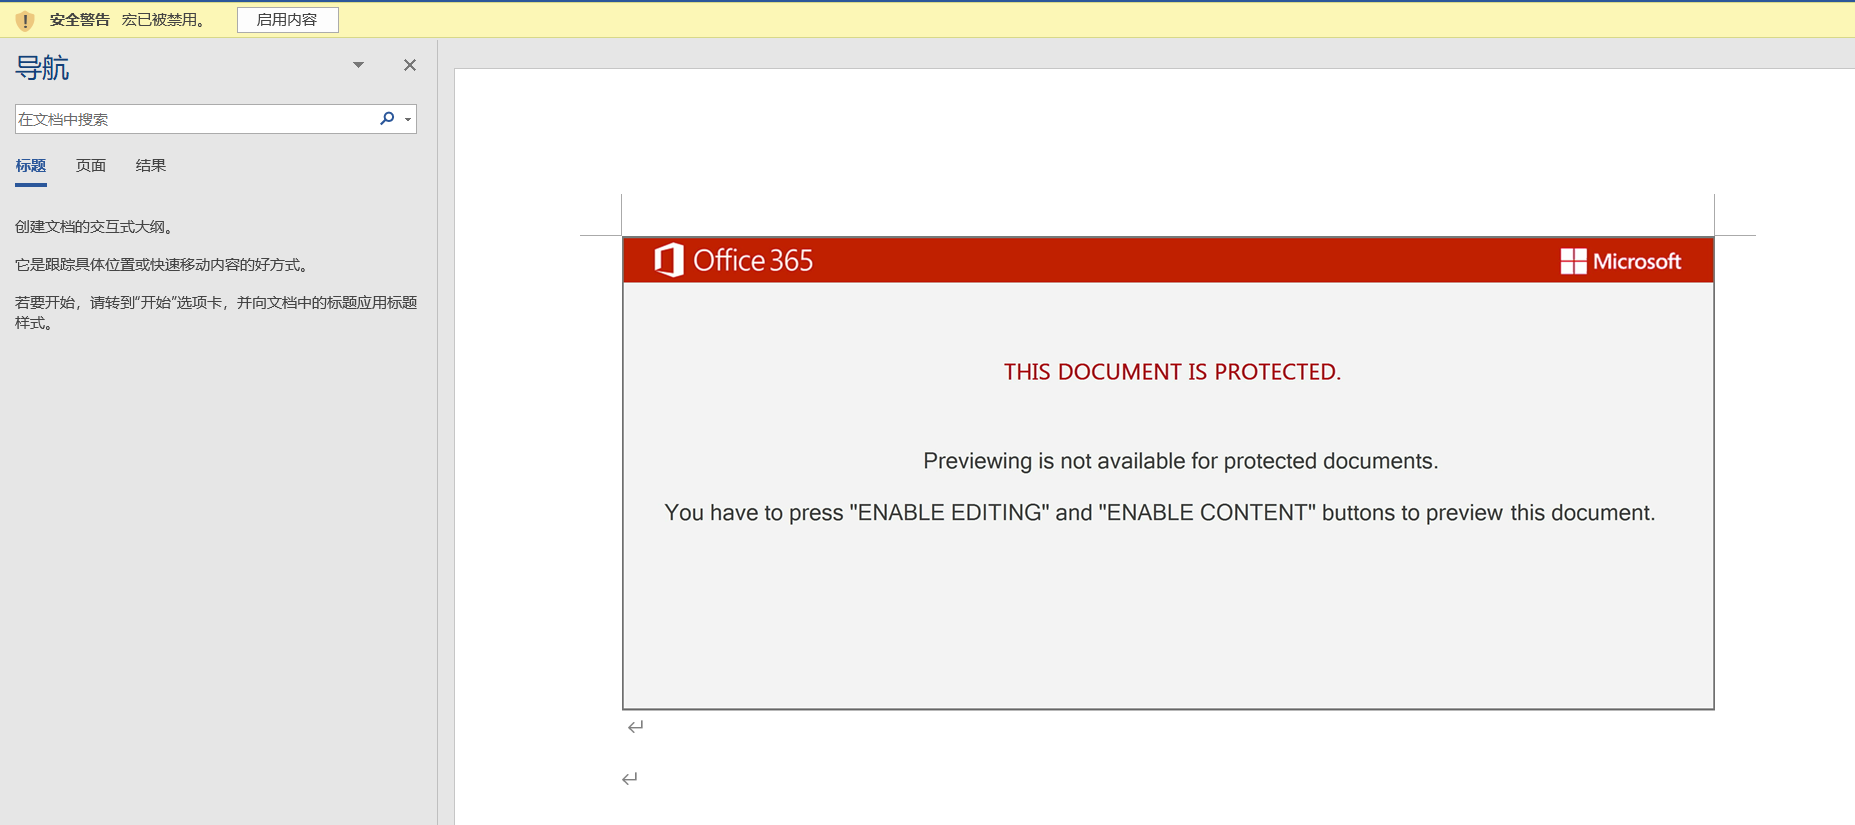 安全警告 宏已被禁用。 启用内容
导航
在文档中搜索
标题 页面 结果
创建文档的交互式大纲。
它是跟踪具体位置或快速移动内容的好方式。
若要开始，请转到“开始”选项卡，并向文档中的标题应用标题
样式。
Office 365 Microsoft
THIS DOCUMENT IS PROTECTED.
Previewing is not available for protected documents.
You have to press "ENABLE EDITING" and "ENABLE CONTENT" buttons to preview this document.